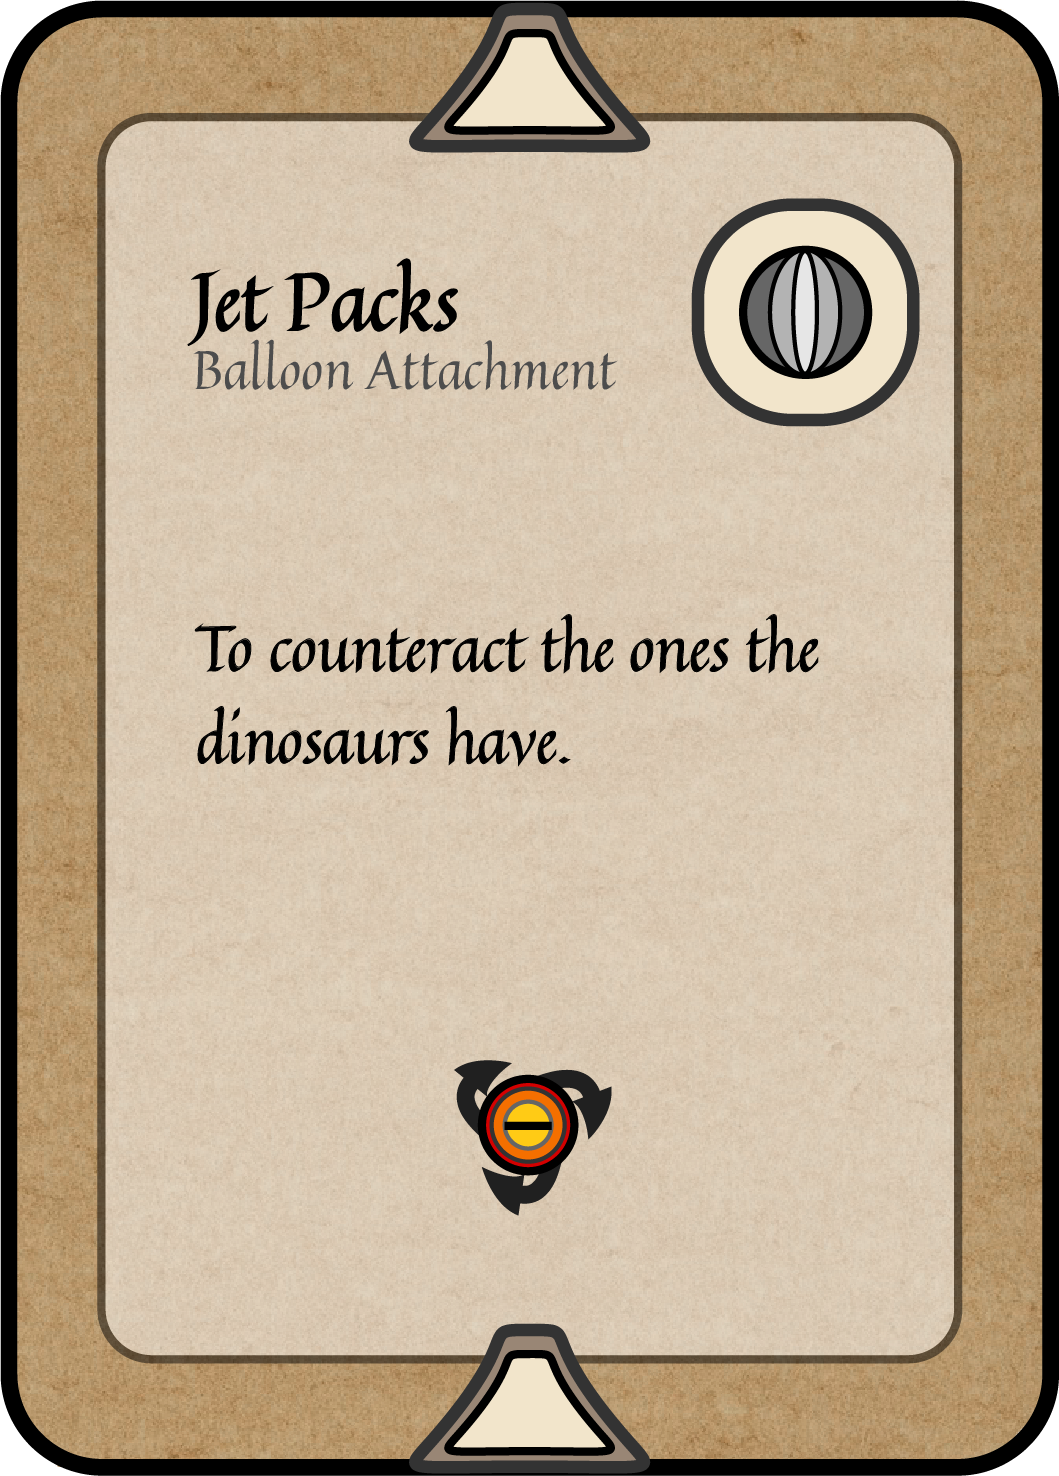 Jet Packs
Balloon Attachment
To counteract the ones the
dinosaurs have.